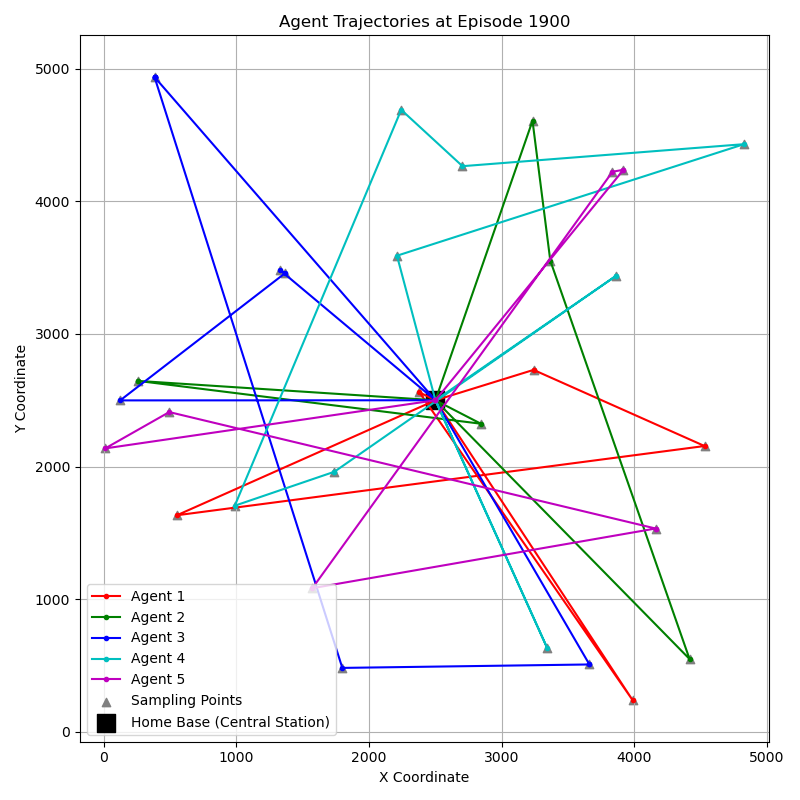 Agent Trajectories at Episode 1900
Y Coordinate
5000
4000
3000
2000
1000
0
Agent 1
Agent 2
Agent 3
Agent 4
Agent 5
Sampling Points
Home Base (Central Station)
0 1000 2000 3000 4000 5000
X Coordinate